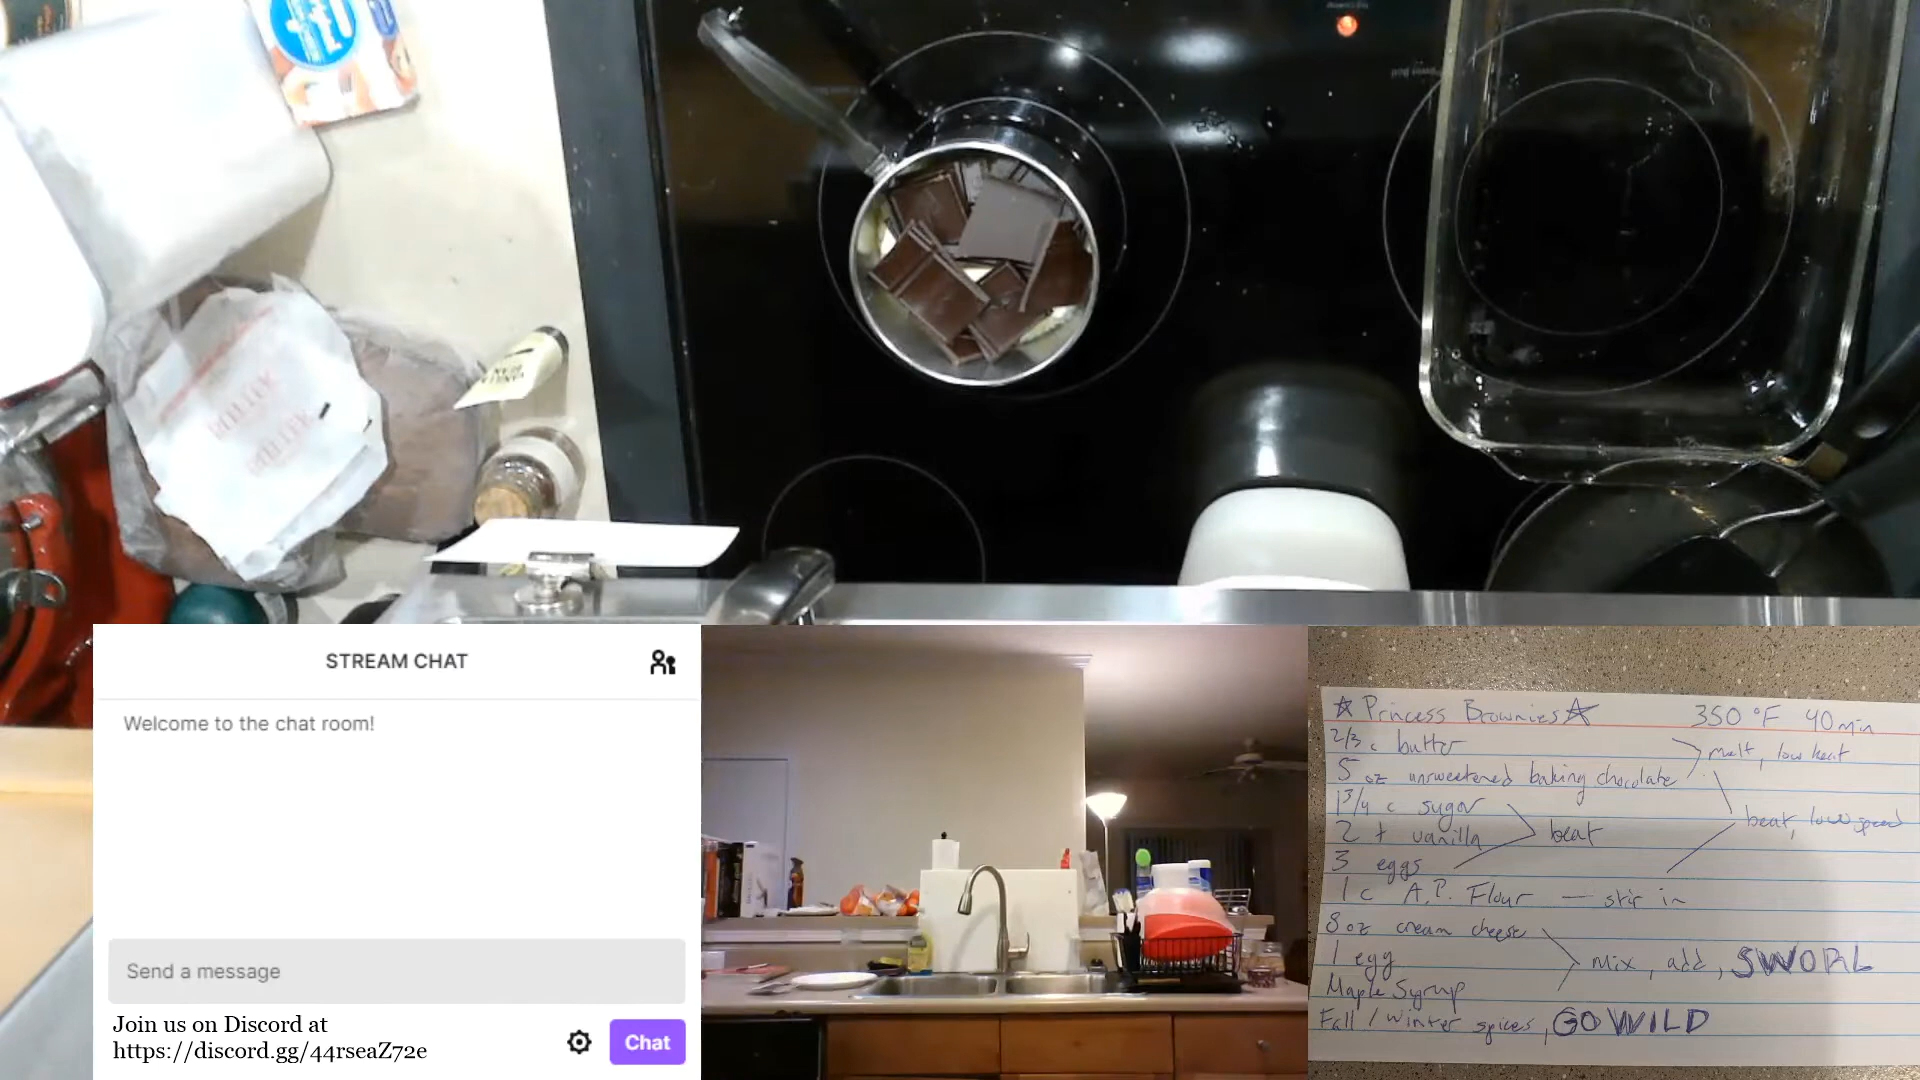 STREAM CHAT
Welcome to the chat room!
Send a message
Join us on Discord at
https://discord.gg/44rseaZ72e
Chat
☆ Princess Brownies ☆ 350 °F 40 min
2/3 c butter
5 oz unsweetened baking chocolate
melt, low heat
1 3/4 c sugar
2 t vanilla
3 eggs
beat
beat, low speed
1 c A.P. Flour — stir in
8 oz cream cheese
1 egg
Maple Syrup
mix, add, SWORL
Fall / Winter spices, GO WILD